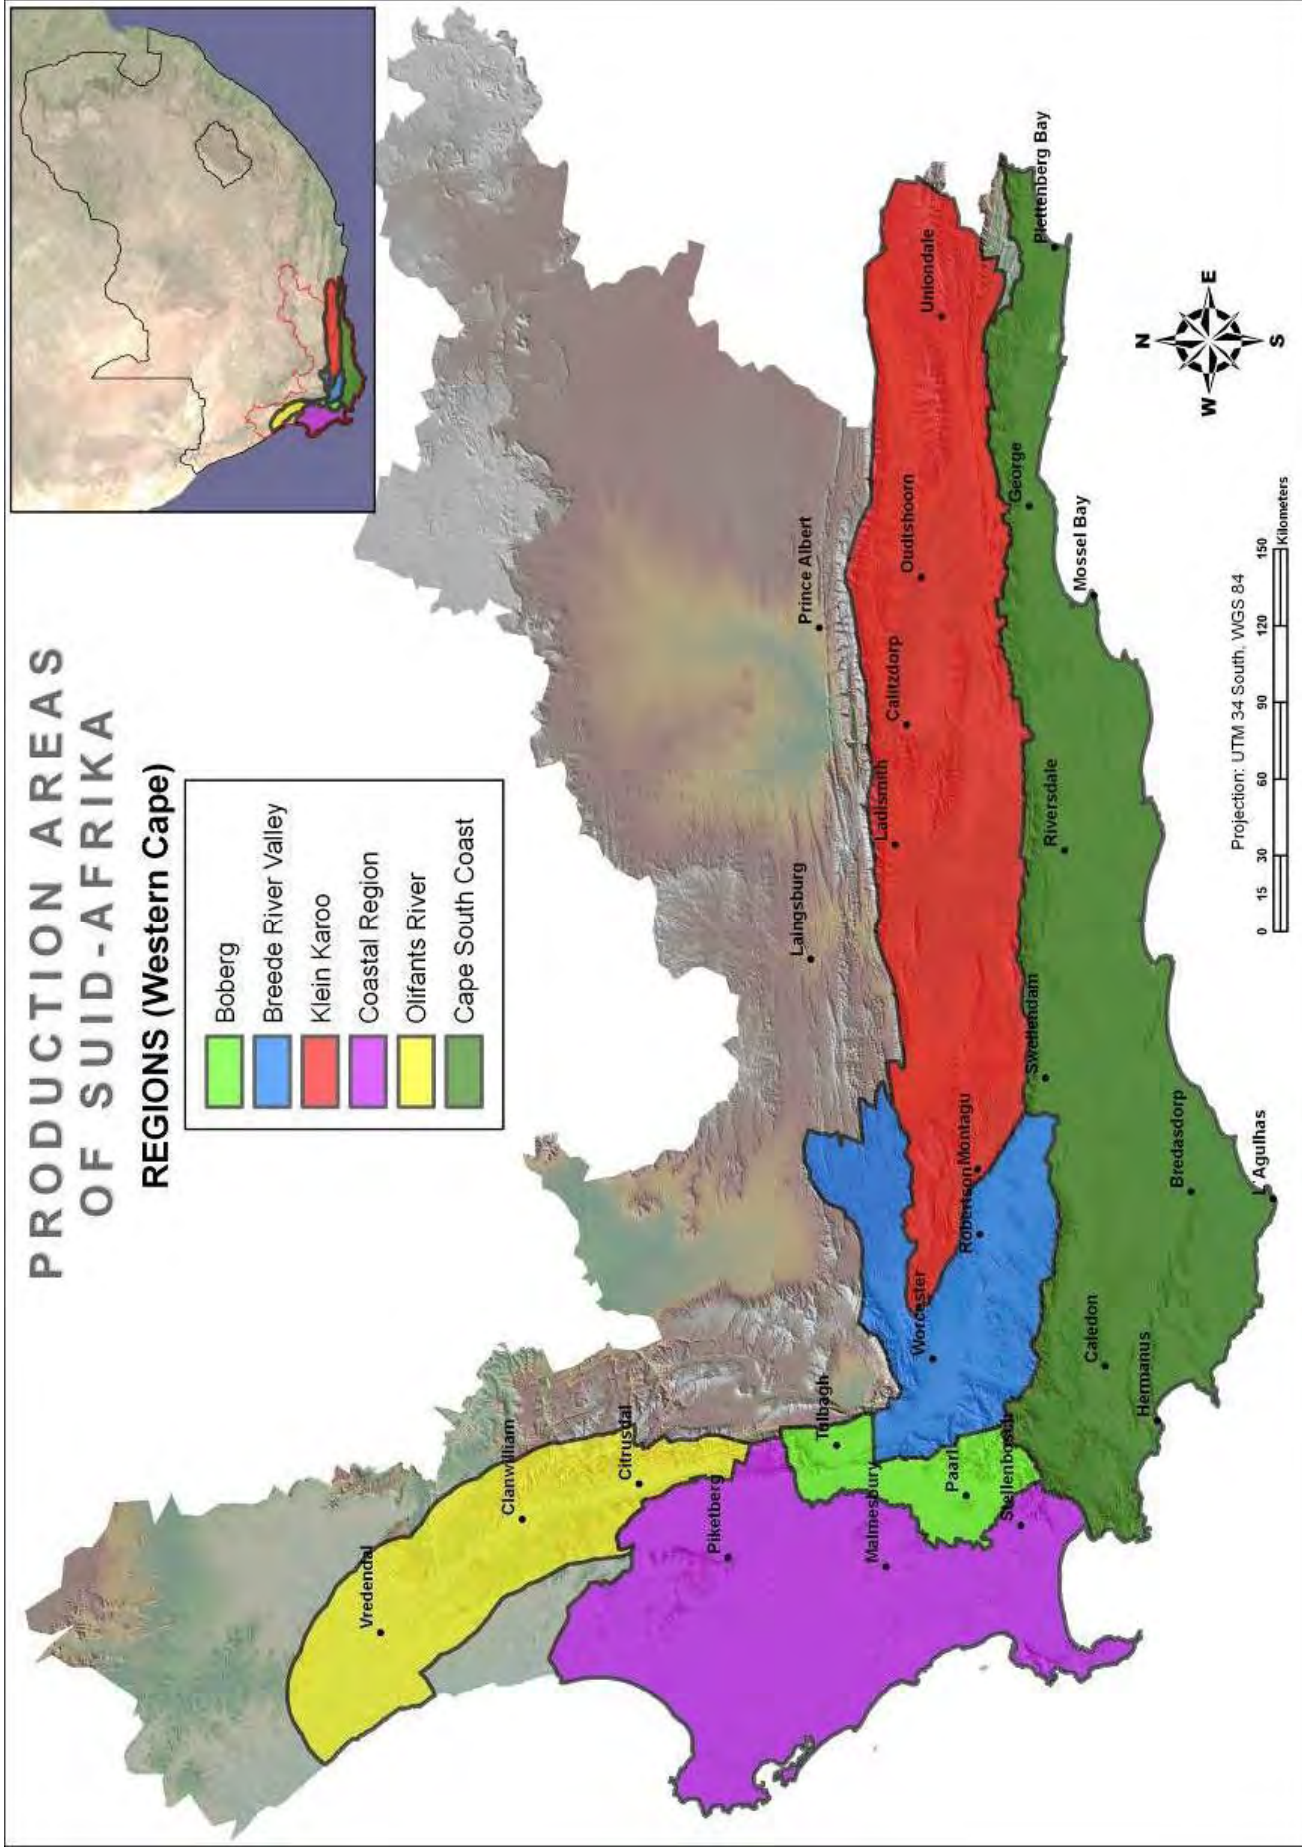 PRODUCTION AREAS
OF SUID-AFRIKA
REGIONS (Western Cape)
Boberg
Breede River Valley
Klein Karoo
Coastal Region
Olifants River
Cape South Coast
Vredendal
Clanwilliam
Citrusdal
Piketberg
Tulbagh
Malmesbury
Paarl
Stellenbosch
Worcester
Robertson
Montagu
Laingsburg
Prince Albert
Ladismith
Calitzdorp
Oudtshoorn
Uniondale
Swellendam
Riversdale
George
Mossel Bay
Plettenberg Bay
Caledon
Hermanus
Bredasdorp
L'Agulhas
N
W
E
S
Projection: UTM 34 South, WGS 84
0 15 30 60 90 120 150
Kilometers